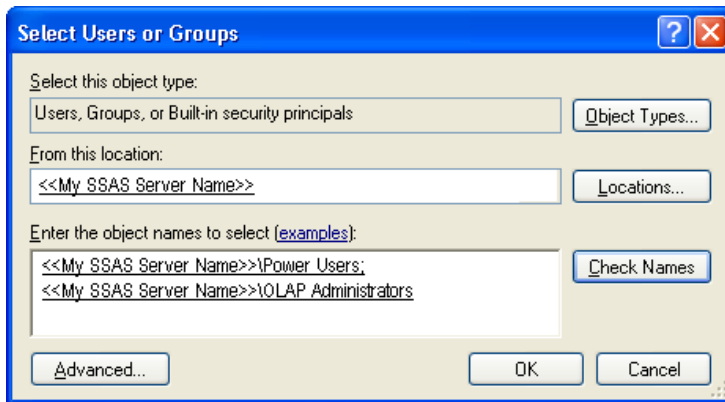 Select Users or Groups
Select this object type:
Users, Groups, or Built-in security principals
Object Types...
From this location:
<<My SSAS Server Name>>
Locations...
Enter the object names to select (examples):
<<My SSAS Server Name>>\Power Users;
<<My SSAS Server Name>>\OLAP Administrators
Check Names
Advanced...
OK
Cancel